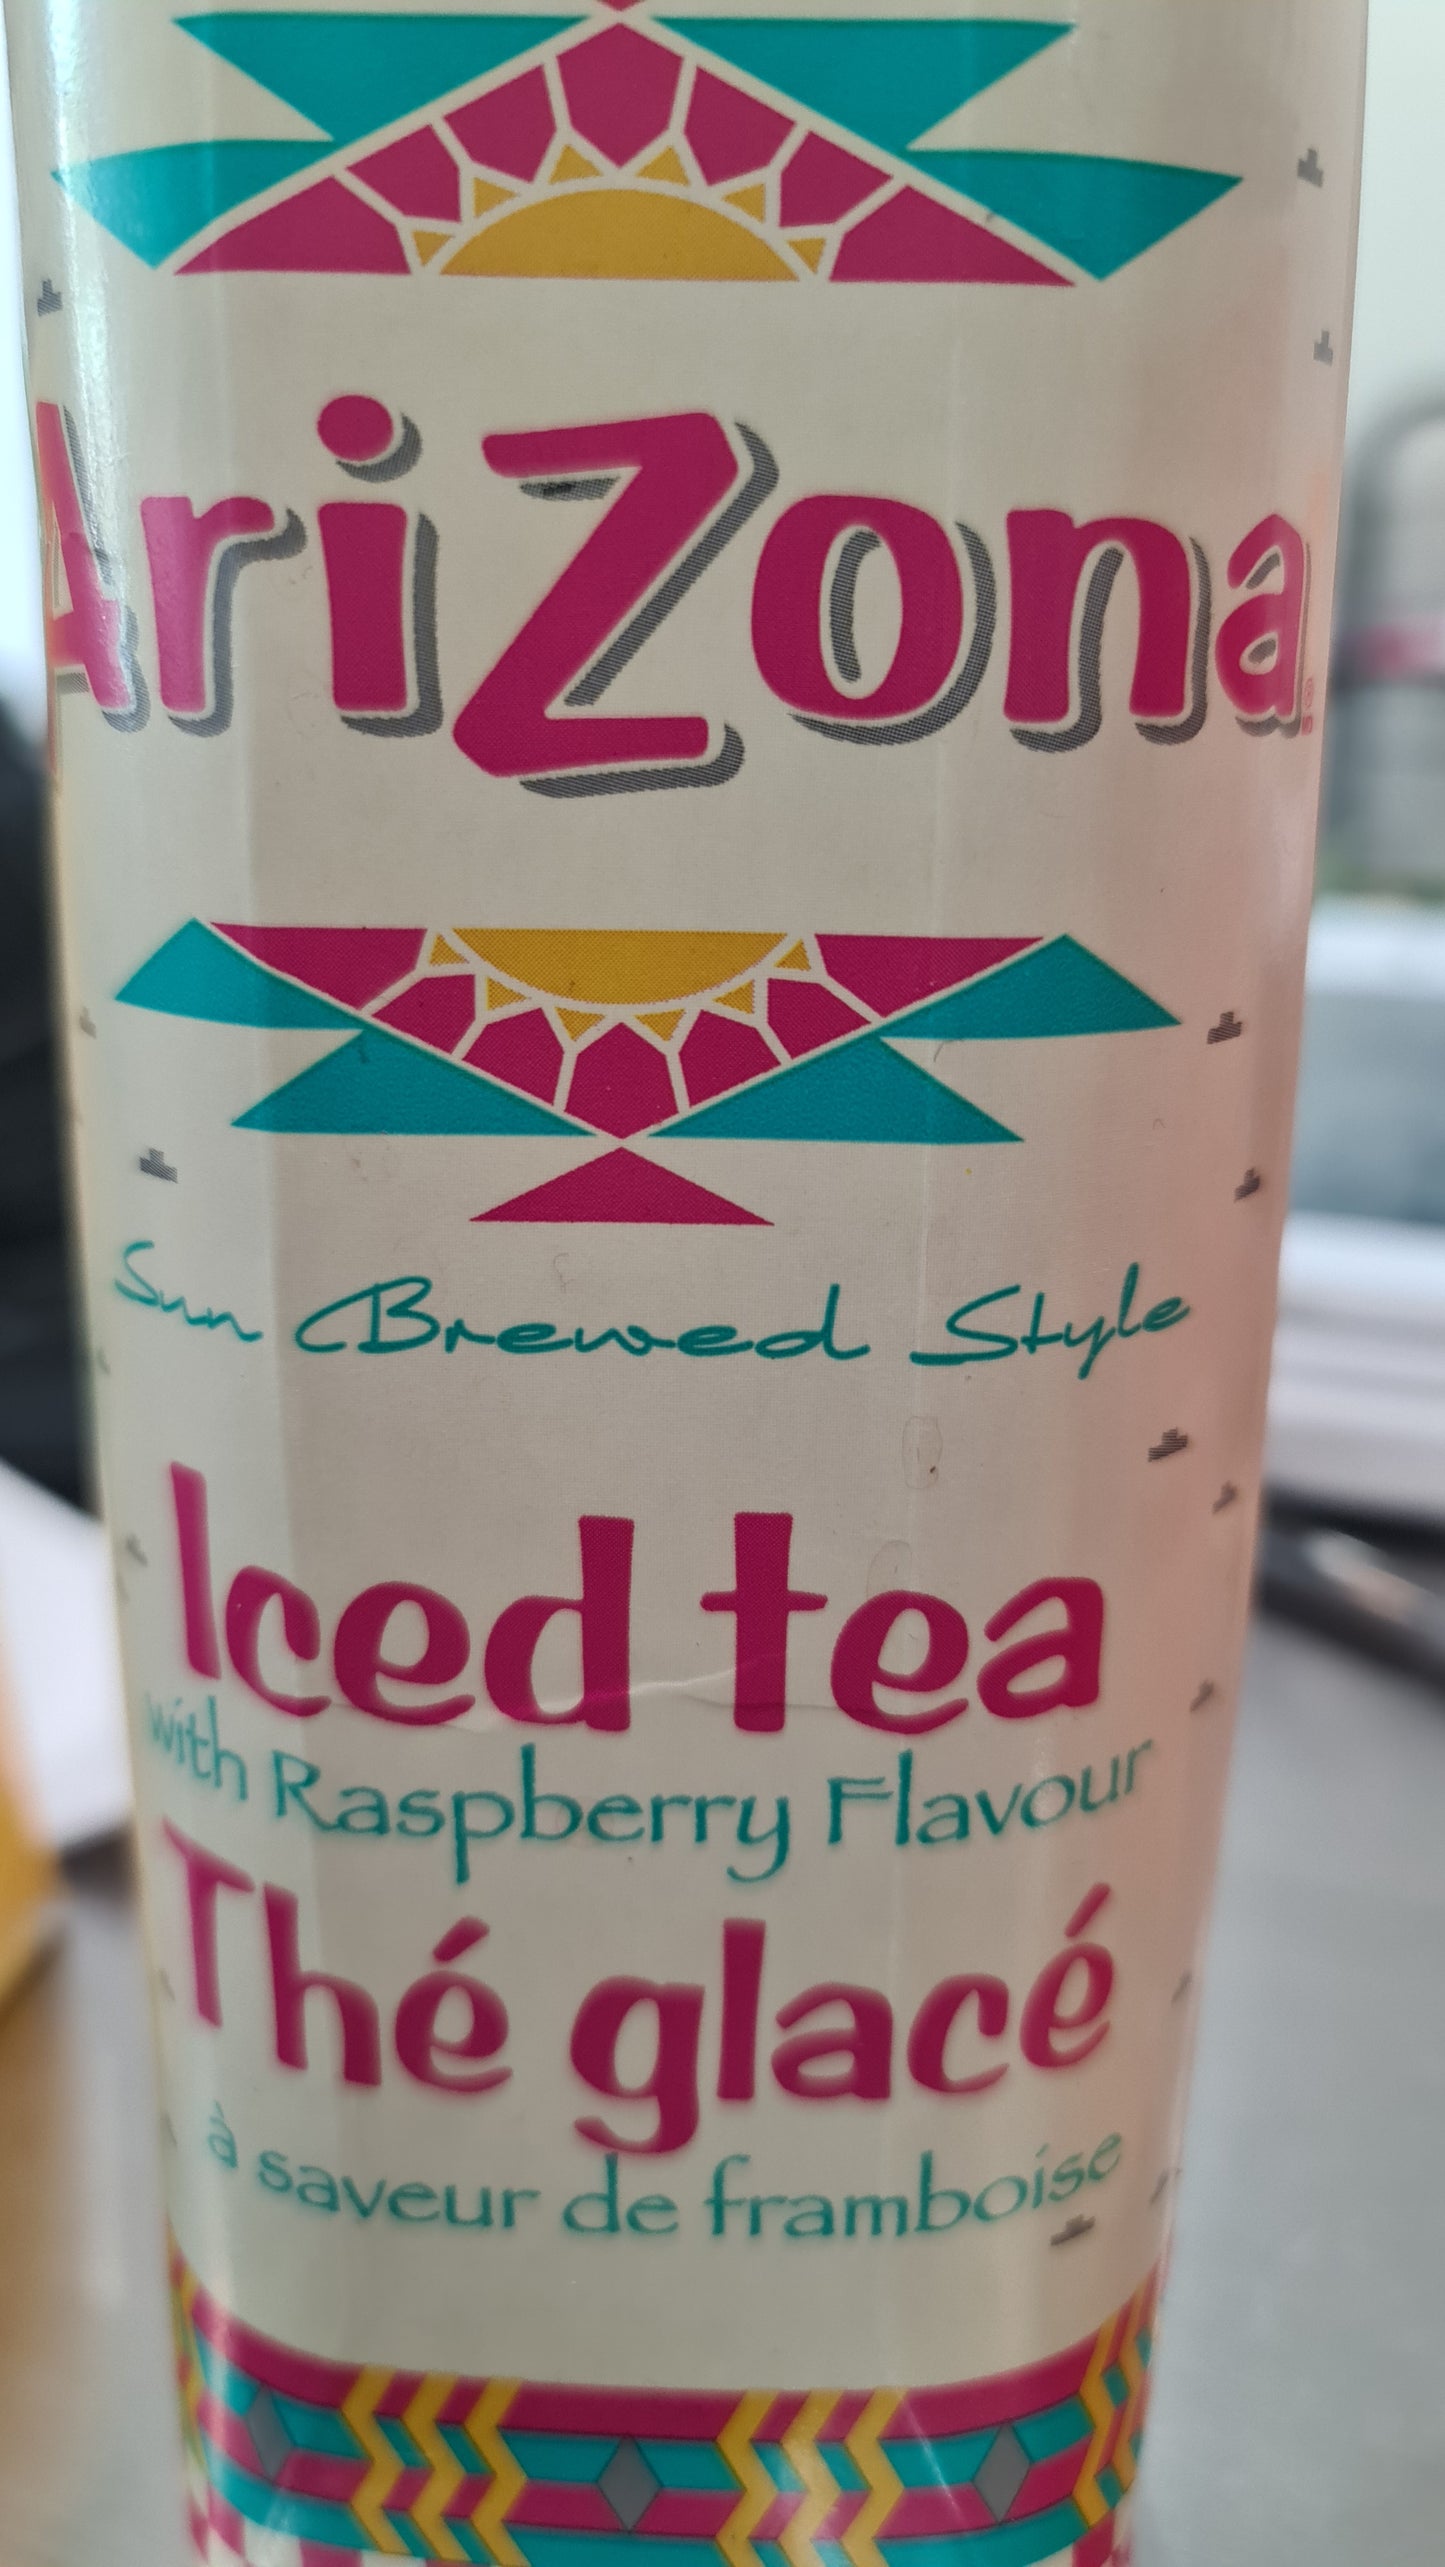 AriZona
Sun Brewed Style
Iced tea
with Raspberry Flavour
Thé glacé
à saveur de framboise